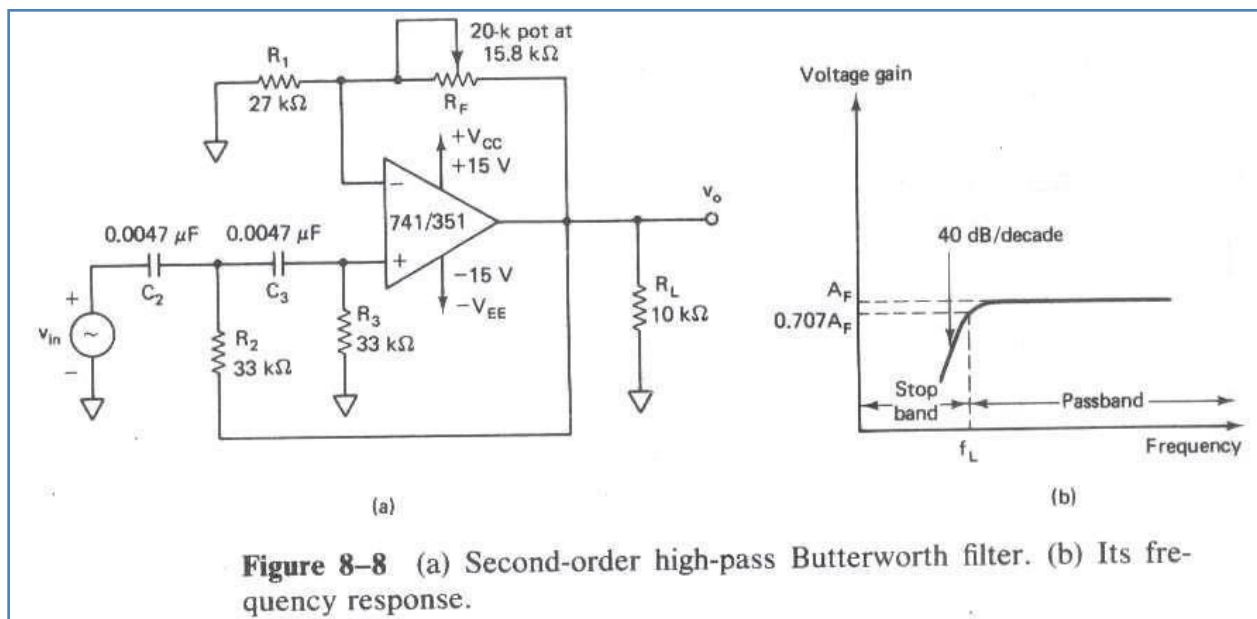 20-k pot at
15.8 kΩ
R1
27 kΩ
RF
+VCC
+15 V
−
741/351
+
−15 V
−VEE
vo
0.0047 μF
0.0047 μF
C2
C3
+
vin
~
−
R2
33 kΩ
R3
33 kΩ
RL
10 kΩ
(a)
Voltage gain
40 dB/decade
AF
0.707AF
Stop
band
Passband
fL
Frequency
(b)
Figure 8–8 (a) Second-order high-pass Butterworth filter. (b) Its fre-
quency response.